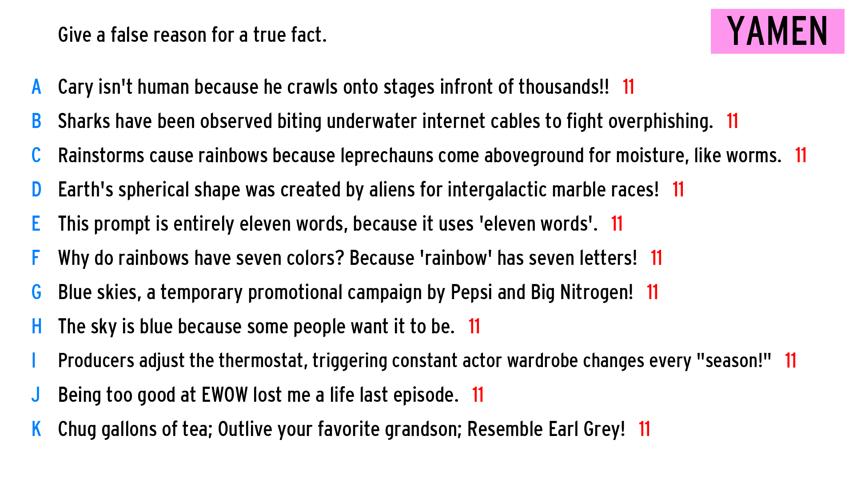 Give a false reason for a true fact.
YAMEN
A Cary isn't human because he crawls onto stages infront of thousands!! 11
B Sharks have been observed biting underwater internet cables to fight overphishing. 11
C Rainstorms cause rainbows because leprechauns come aboveground for moisture, like worms. 11
D Earth's spherical shape was created by aliens for intergalactic marble races! 11
E This prompt is entirely eleven words, because it uses 'eleven words'. 11
F Why do rainbows have seven colors? Because 'rainbow' has seven letters! 11
G Blue skies, a temporary promotional campaign by Pepsi and Big Nitrogen! 11
H The sky is blue because some people want it to be. 11
I Producers adjust the thermostat, triggering constant actor wardrobe changes every "season!" 11
J Being too good at EWOW lost me a life last episode. 11
K Chug gallons of tea; Outlive your favorite grandson; Resemble Earl Grey! 11